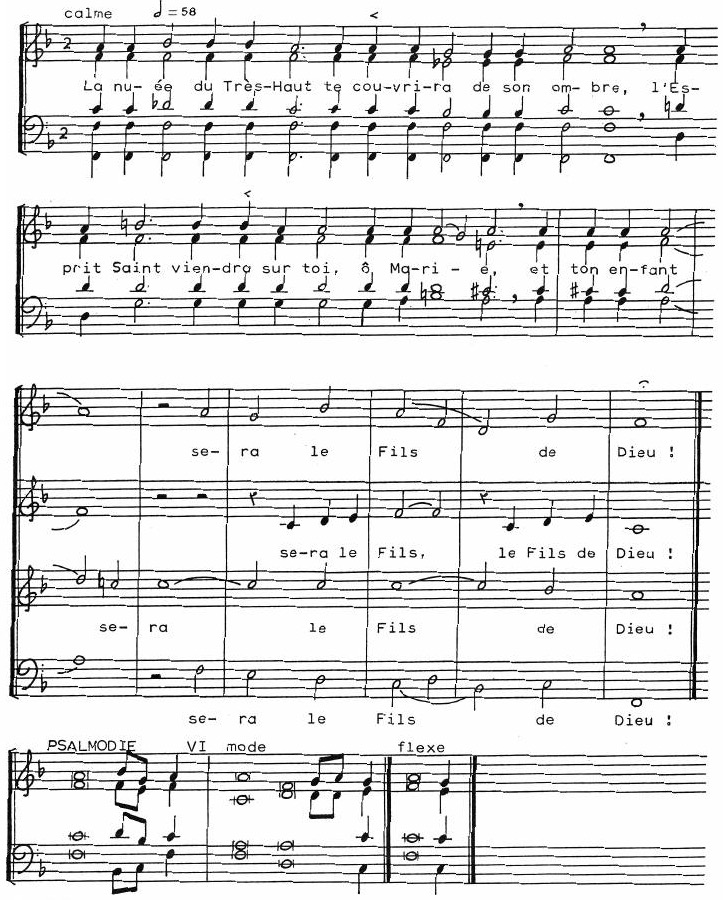 calme 𝅗𝅥 = 58
2
La nu- ée du Très-Haut te cou-vri-ra de son om- bre, l'Es-
2
prit Saint vien-dra sur toi, ô Ma-ri - e, et ton en-fant
se- ra le Fils de Dieu !
se-ra le Fils, le Fils de Dieu !
se- ra le Fils de Dieu !
se- ra le Fils de Dieu !
PSALMODIE VI mode flexe